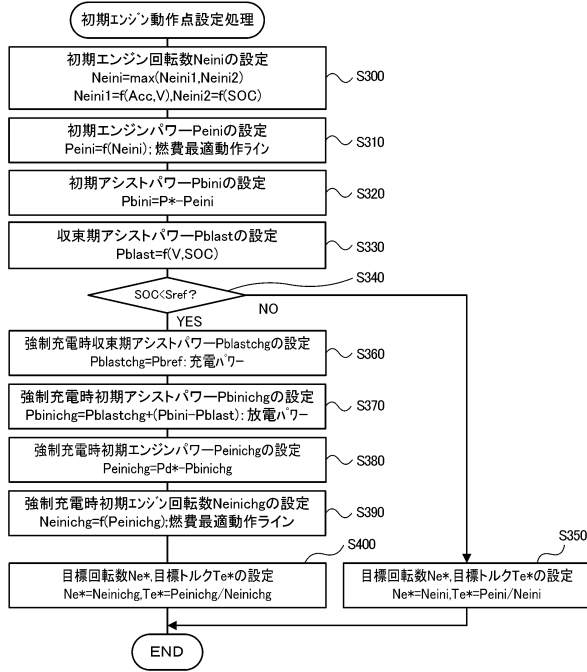 初期エンジン動作点設定処理
初期エンジン回転数Neiniの設定
Neini=max(Neini1,Neini2)
Neini1=f(Acc,V),Neini2=f(SOC)
S300
初期エンジンパワーPeiniの設定
Peini=f(Neini);燃費最適動作ライン
S310
初期アシストパワーPbiniの設定
Pbini=P*-Peini
S320
収束期アシストパワーPblastの設定
Pblast=f(V,SOC)
S330
S340
SOC<Sref?
NO
YES
強制充電時収束期アシストパワーPblastchgの設定
Pblastchg=Pbref:充電パワー
S360
強制充電時初期アシストパワーPbinichgの設定
Pbinichg=Pblastchg+(Pbini-Pblast):放電パワー
S370
強制充電時初期エンジンパワーPeinichgの設定
Peinichg=Pd*-Pbinichg
S380
強制充電時初期エンジン回転数Neinichgの設定
Neinichg=f(Peinichg);燃費最適動作ライン
S390
S400
目標回転数Ne*,目標トルクTe*の設定
Ne*=Neinichg,Te*=Peinichg/Neinichg
S350
目標回転数Ne*,目標トルクTe*の設定
Ne*=Neini,Te*=Peini/Neini
END